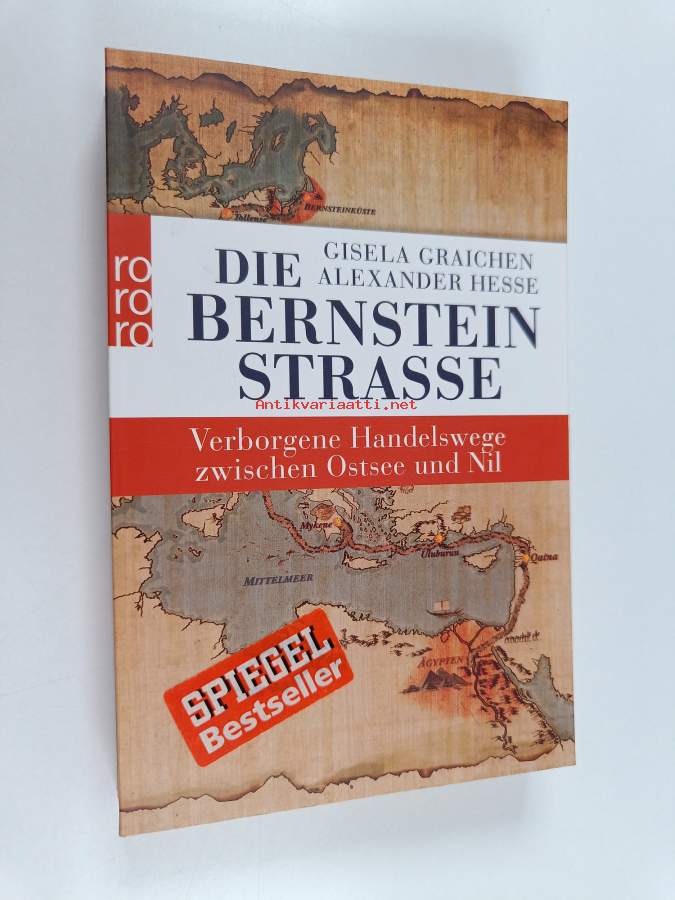 Tollense
BERNSTEINKÜSTE
ro
ro
ro
GISELA GRAICHEN
ALEXANDER HESSE
DIE
BERNSTEIN
STRASSE
Antikvariaatti.net
Verborgene Handelswege
zwischen Ostsee und Nil
Mykene
Uluburun
Qatna
MITTELMEER
ÄGYPTEN
SPIEGEL
Bestseller